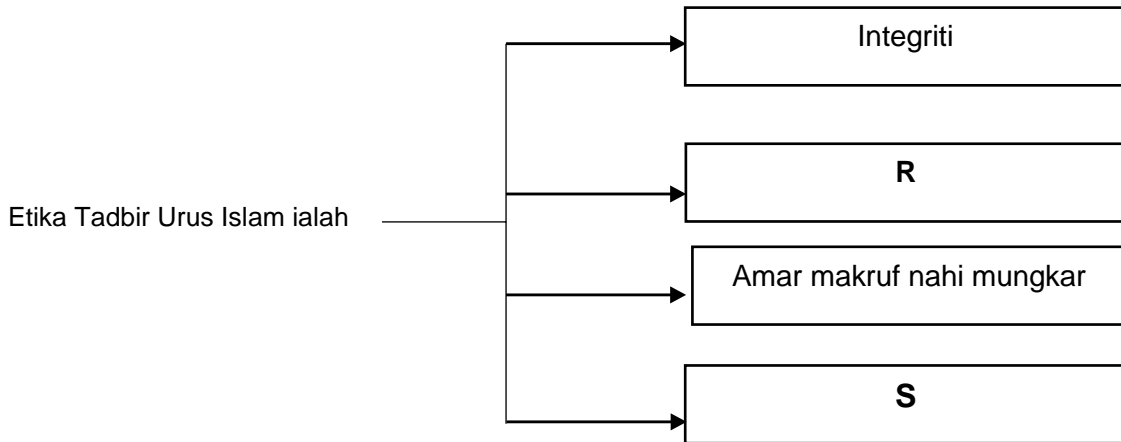 Integriti
R
Etika Tadbir Urus Islam ialah
Amar makruf nahi mungkar
S